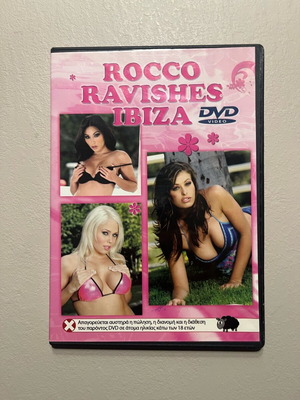 ROCCO
RAVISHES
IBIZA
DVD
VIDEO
Απαγορεύεται αυστηρά η πώληση, η διανομή και η διάθεση
του παρόντος DVD σε άτομα ηλικίας κάτω των 18 ετών